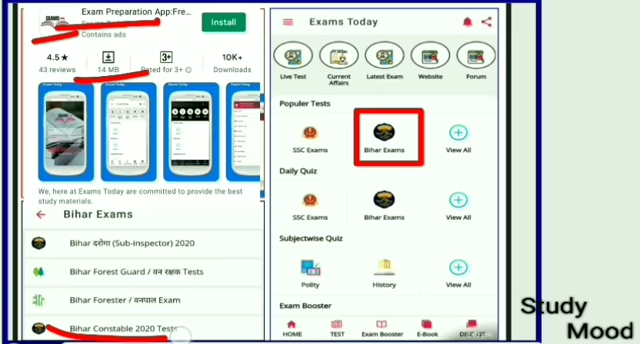 Exam Preparation App:Fre...
Install
Contains ads
4.5★
43 reviews
14 MB
3+
Rated for 3+
10K+
Downloads
We, here at Exams Today are committed to provide the best
study materials.
Bihar Exams
Bihar दरोगा (Sub-inspector) 2020
Bihar Forest Guard / वन रक्षक Tests
Bihar Forester / वनपाल Exam
Bihar Constable 2020 Tests
Exams Today
Live Test
Current
Affairs
Latest Exam
Website
Forum
Populer Tests
SSC Exams
Bihar Exams
View All
Daily Quiz
SSC Exams
Bihar Exams
View All
Subjectwise Quiz
Polity
History
View All
Exam Booster
HOME
TEST
Exam Booster
E-Book
Study
Mood